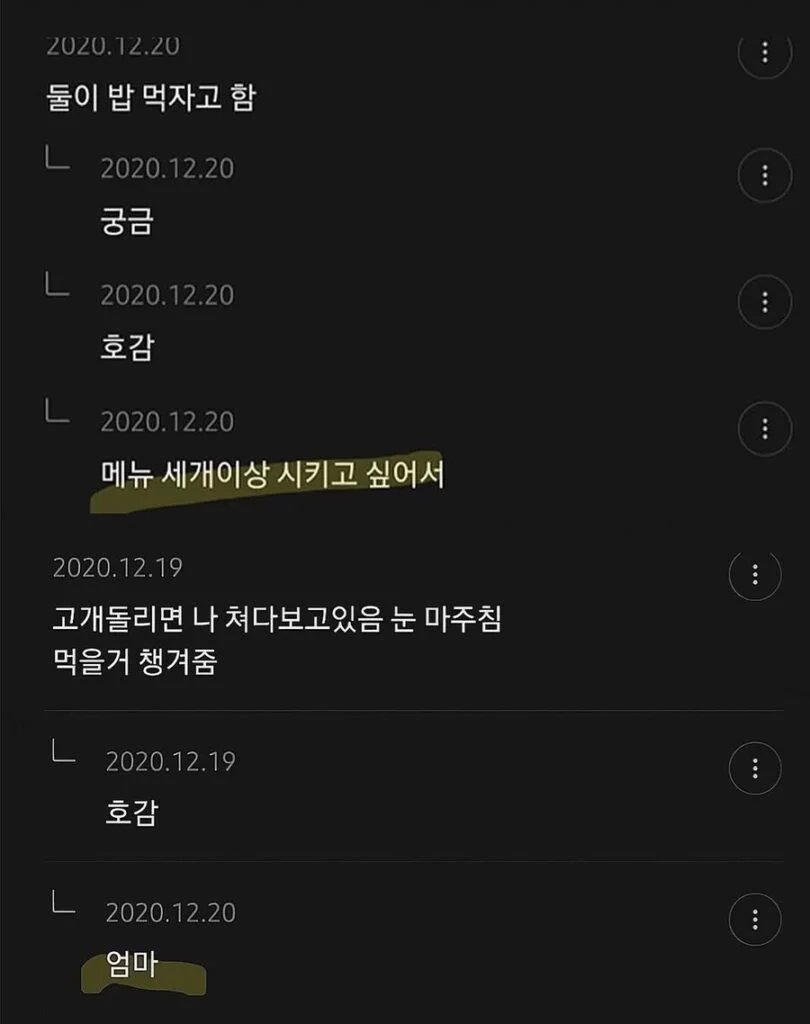 2020.12.20
둘이 밥 먹자고 함
2020.12.20
궁금
2020.12.20
호감
2020.12.20
메뉴 세개이상 시키고 싶어서
2020.12.19
고개돌리면 나 쳐다보고있음 눈 마주침
먹을거 챙겨줌
2020.12.19
호감
2020.12.20
엄마